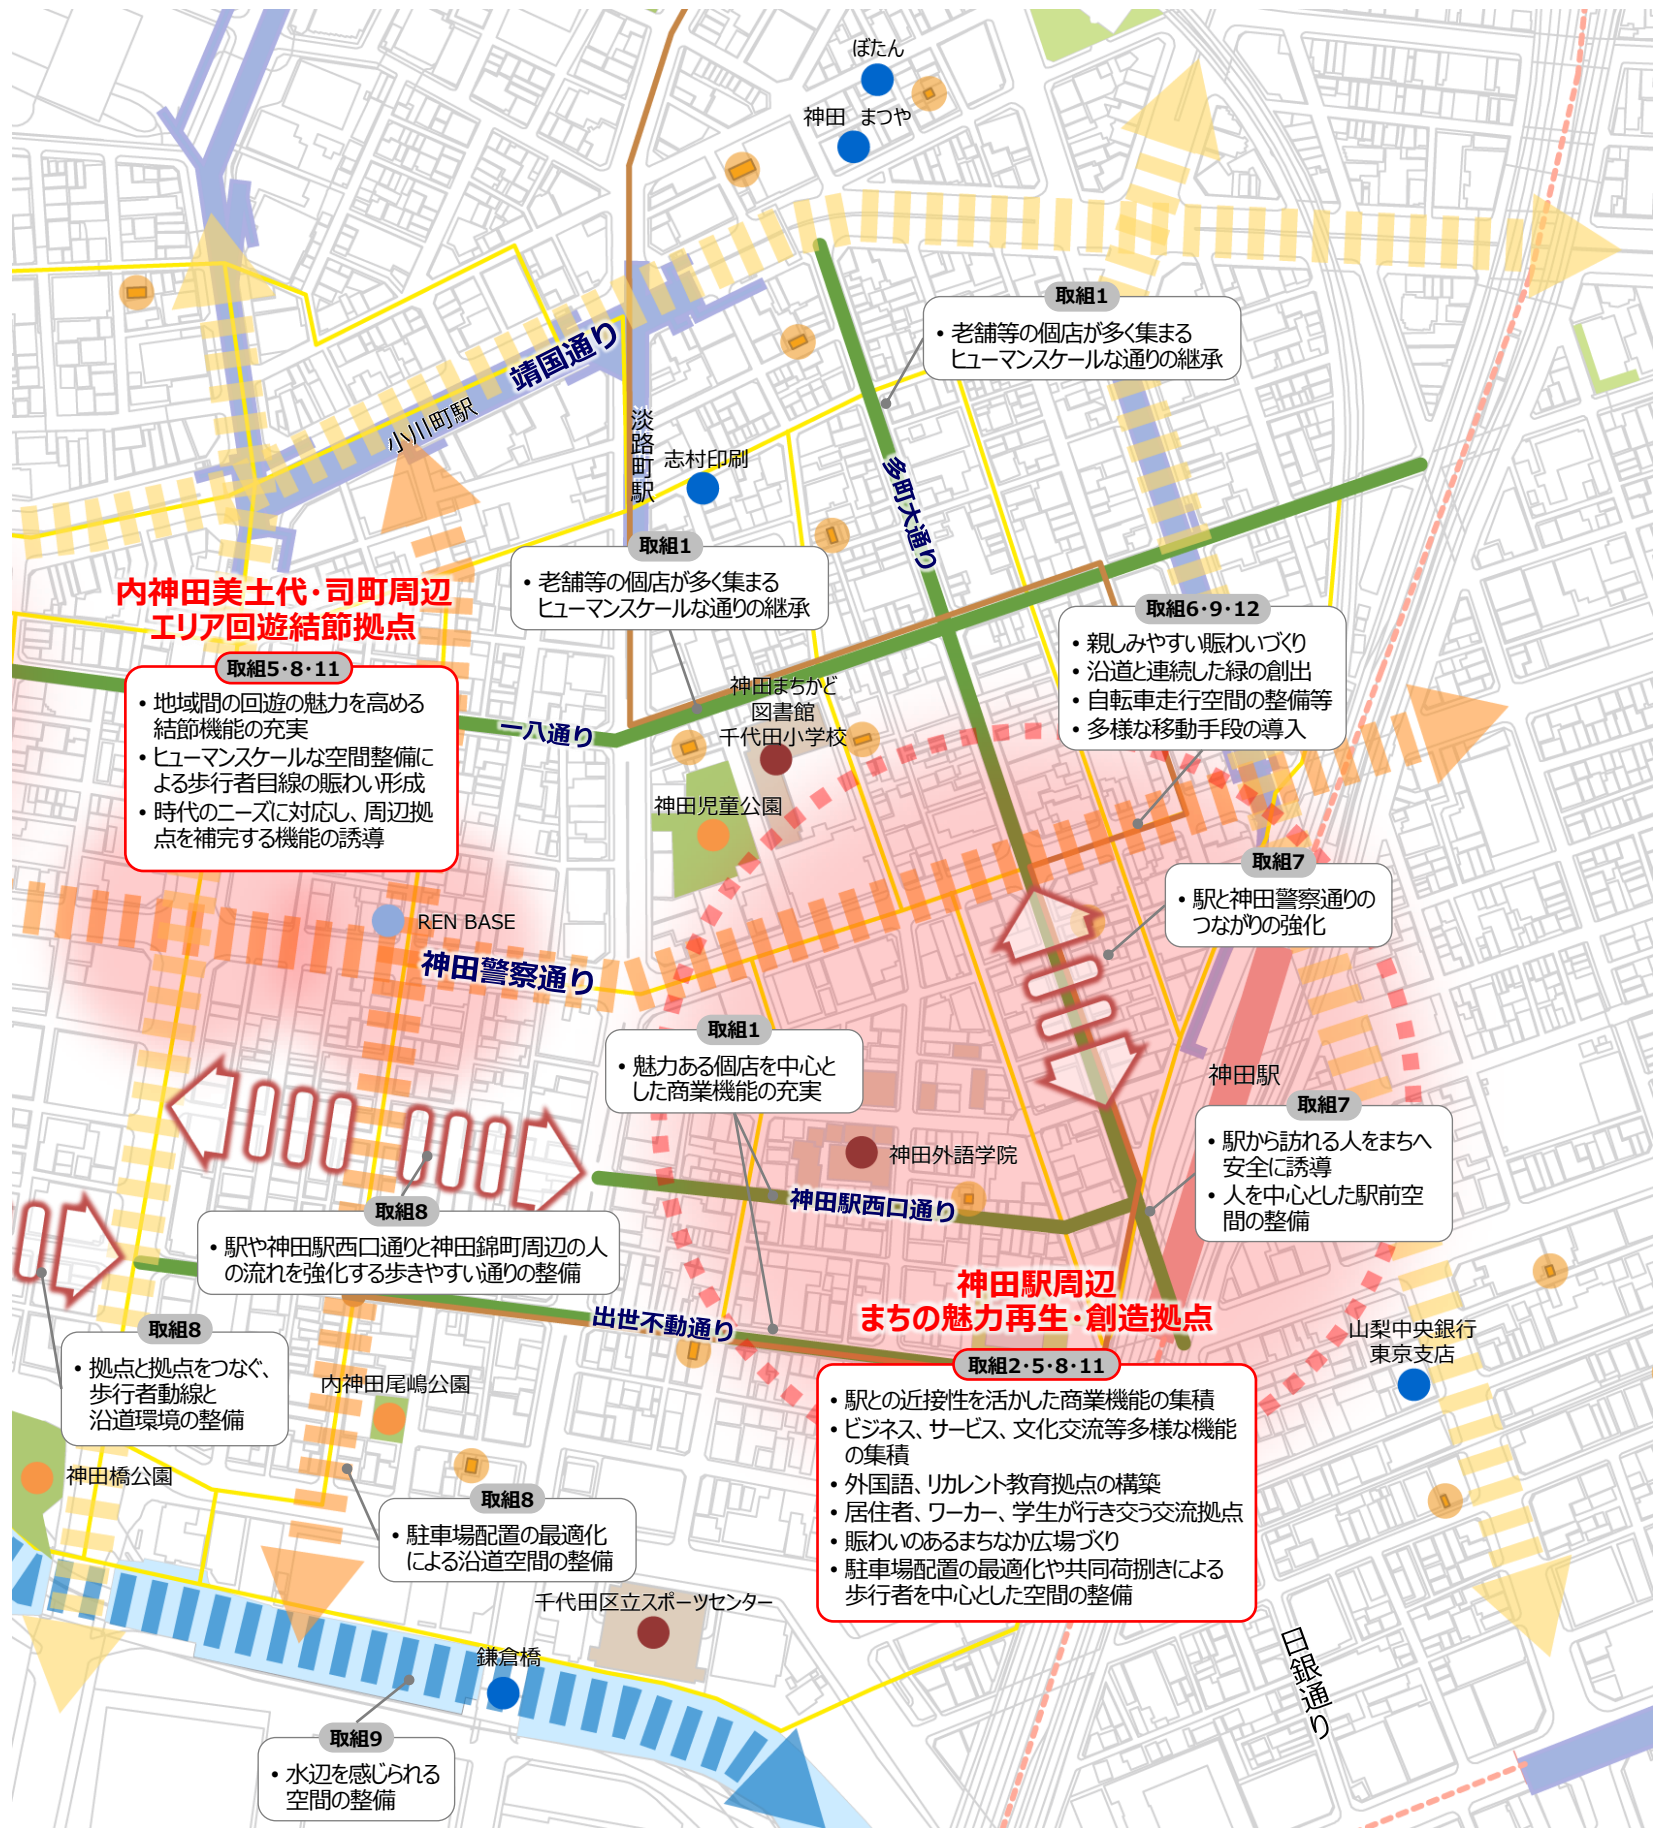 ぼたん
神田 まつや
取組1
• 老舗等の個店が多く集まる
ヒューマンスケールな通りの継承
靖国通り
小川町駅
淡路町駅
志村印刷
多町大通り
取組1
• 老舗等の個店が多く集まる
ヒューマンスケールな通りの継承
内神田美土代・司町周辺
エリア回遊結節拠点
取組5・8・11
• 地域間の回遊の魅力を高める
結節機能の充実
• ヒューマンスケールな空間整備に
よる歩行者目線の賑わい形成
• 時代のニーズに対応し、周辺拠
点を補完する機能の誘導
取組6・9・12
• 親しみやすい賑わいづくり
• 沿道と連続した緑の創出
• 自転車走行空間の整備等
• 多様な移動手段の導入
一八通り
神田まちかど
図書館
千代田小学校
神田児童公園
取組7
• 駅と神田警察通りの
つながりの強化
REN BASE
神田警察通り
取組1
• 魅力ある個店を中心と
した商業機能の充実
神田駅
取組7
• 駅から訪れる人をまちへ
安全に誘導
• 人を中心とした駅前空
間の整備
神田外語学院
神田駅西口通り
取組8
• 駅や神田駅西口通りと神田錦町周辺の人
の流れを強化する歩きやすい通りの整備
出世不動通り
神田駅周辺
まちの魅力再生・創造拠点
取組2・5・8・11
• 駅との近接性を活かした商業機能の集積
• ビジネス、サービス、文化交流等多様な機能
の集積
• 外国語、リカレント教育拠点の構築
• 居住者、ワーカー、学生が行き交う交流拠点
• 賑わいのあるまちなか広場づくり
• 駐車場配置の最適化や共同荷捌きによる
歩行者を中心とした空間の整備
山梨中央銀行
東京支店
取組8
• 拠点と拠点をつなぐ、
歩行者動線と
沿道環境の整備
内神田尾嶋公園
神田橋公園
取組8
• 駐車場配置の最適化
による沿道空間の整備
千代田区立スポーツセンター
鎌倉橋
日銀通り
取組9
• 水辺を感じられる
空間の整備